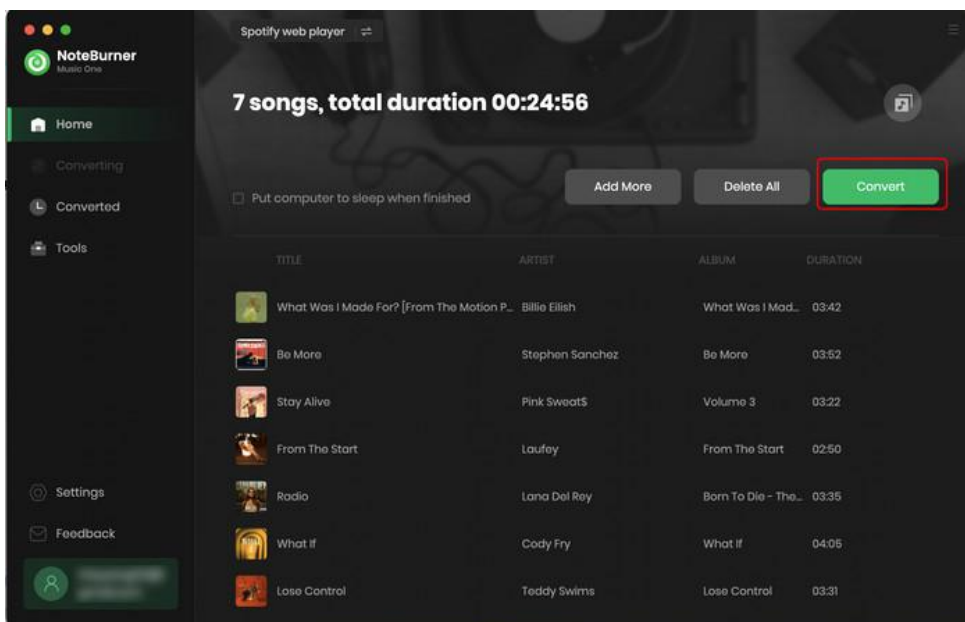 Spotify web player
NoteBurner
Music One
7 songs, total duration 00:24:56
Home
Converting
Converted
Tools
Put computer to sleep when finished
Add More
Delete All
Convert
TITLE ARTIST ALBUM DURATION
What Was I Made For? [From The Motion P... Billie Eilish What Was I Mad... 03:42
Be More Stephen Sanchez Be More 03:52
Stay Alive Pink Sweat$ Volume 3 03:22
From The Start Laufey From The Start 02:50
Radio Lana Del Rey Born To Die - The... 03:35
What If Cody Fry What If 04:05
Lose Control Teddy Swims Lose Control 03:31
Settings
Feedback